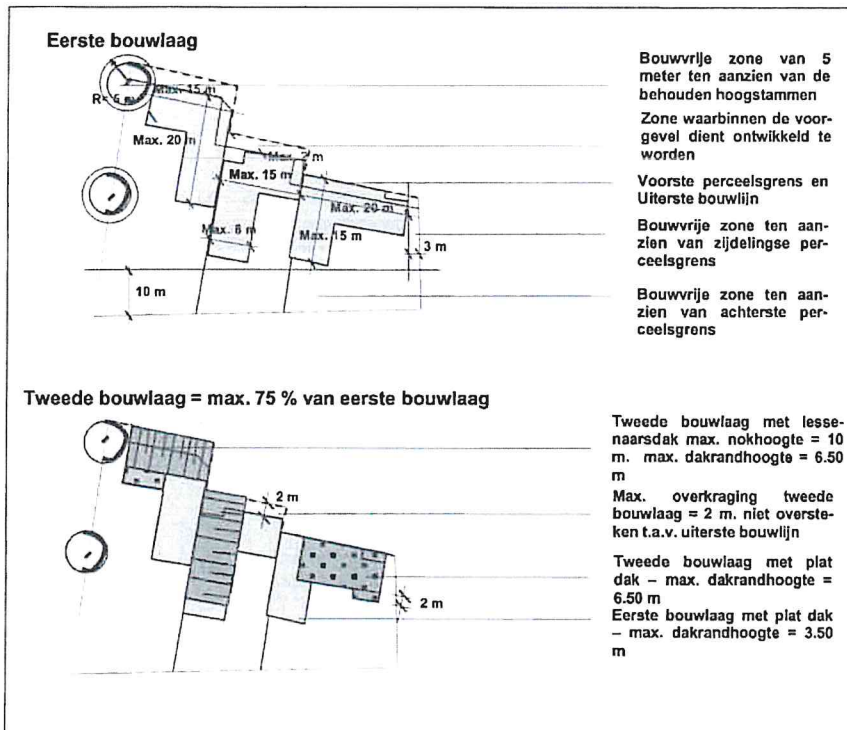 Eerste bouwlaag
R= 5 m
Max. 15 m
Max. 20 m
Max. 2 m
Max. 15 m
Max. 20 m
Max. 15 m
3 m
10 m
Bouwvrije zone van 5
meter ten aanzien van de
behouden hoogstammen
Zone waarbinnen de voor-
gevel dient ontwikkeld te
worden
Voorste perceelsgrens en
Uiterste bouwlijn
Bouwvrije zone ten aan-
zien van zijdelingse per-
ceelsgrens
Bouwvrije zone ten aan-
zien van achterste per-
ceelsgrens
Tweede bouwlaag = max. 75 % van eerste bouwlaag
2 m
2 m
Tweede bouwlaag met lesse-
naarsdak max. nokhoogte = 10
m. max. dakrandhoogte = 6.50
m
Max. overkraging tweede
bouwlaag = 2 m. niet overste-
ken t.a.v. uiterste bouwlijn
Tweede bouwlaag met plat
dak – max. dakrandhoogte =
6.50 m
Eerste bouwlaag met plat dak
– max. dakrandhoogte = 3.50
m